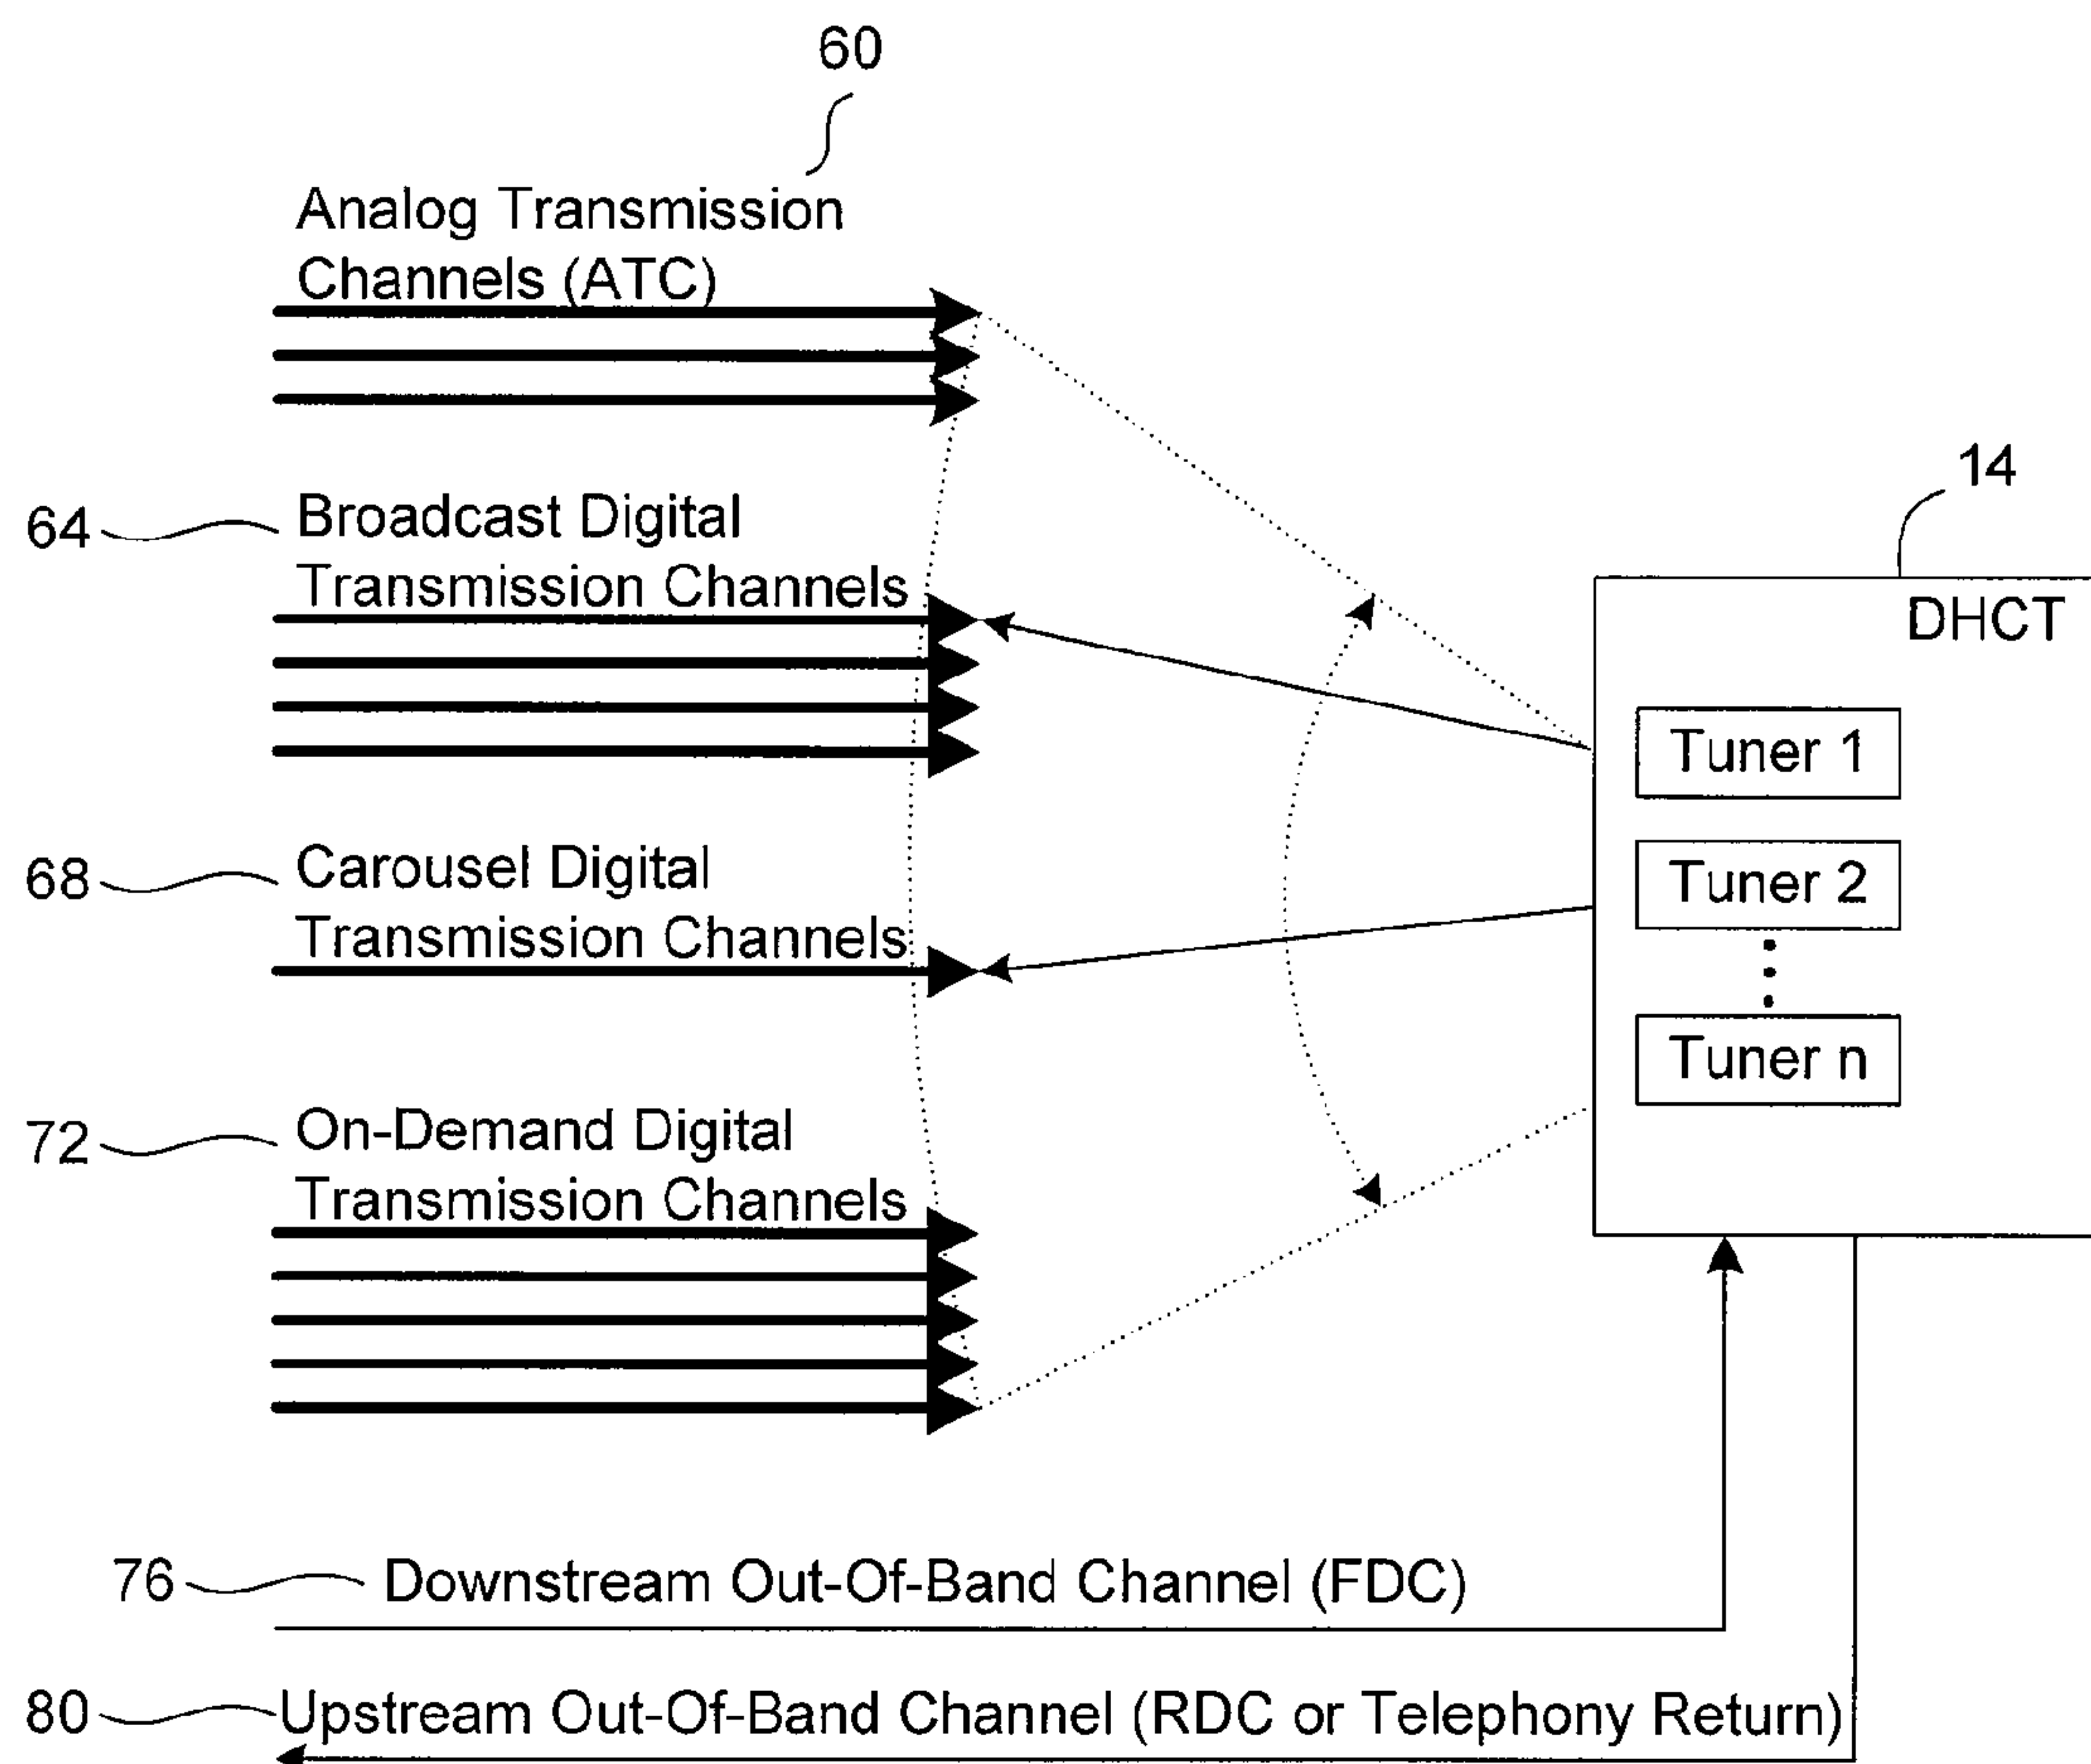 60
Analog Transmission
Channels (ATC)
14
64
Broadcast Digital
Transmission Channels
DHCT
Tuner 1
68
Carousel Digital
Transmission Channels
Tuner 2
Tuner n
72
On-Demand Digital
Transmission Channels
76
Downstream Out-Of-Band Channel (FDC)
80
Upstream Out-Of-Band Channel (RDC or Telephony Return)